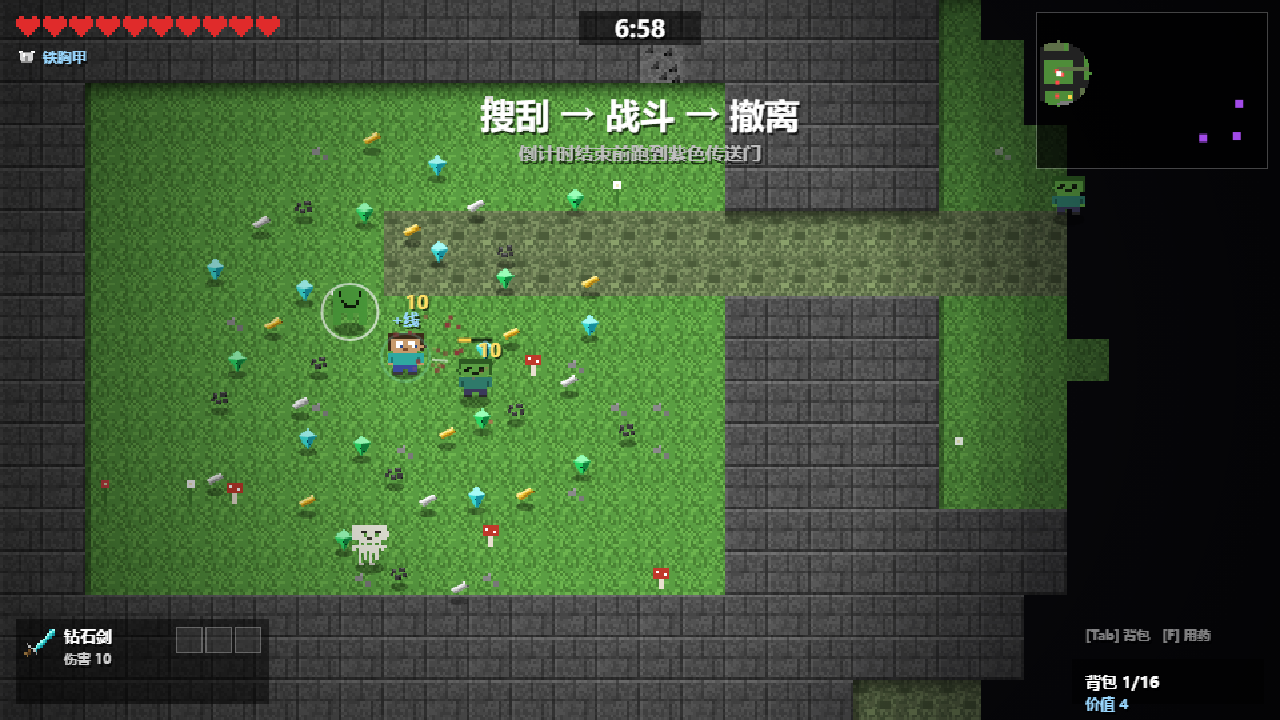 6:58
铁胸甲
搜刮 → 战斗 → 撤离
倒计时结束前跑到紫色传送门
10
+线
10
钻石剑
伤害 10
[Tab] 背包 [F] 用药
背包 1/16
价值 4